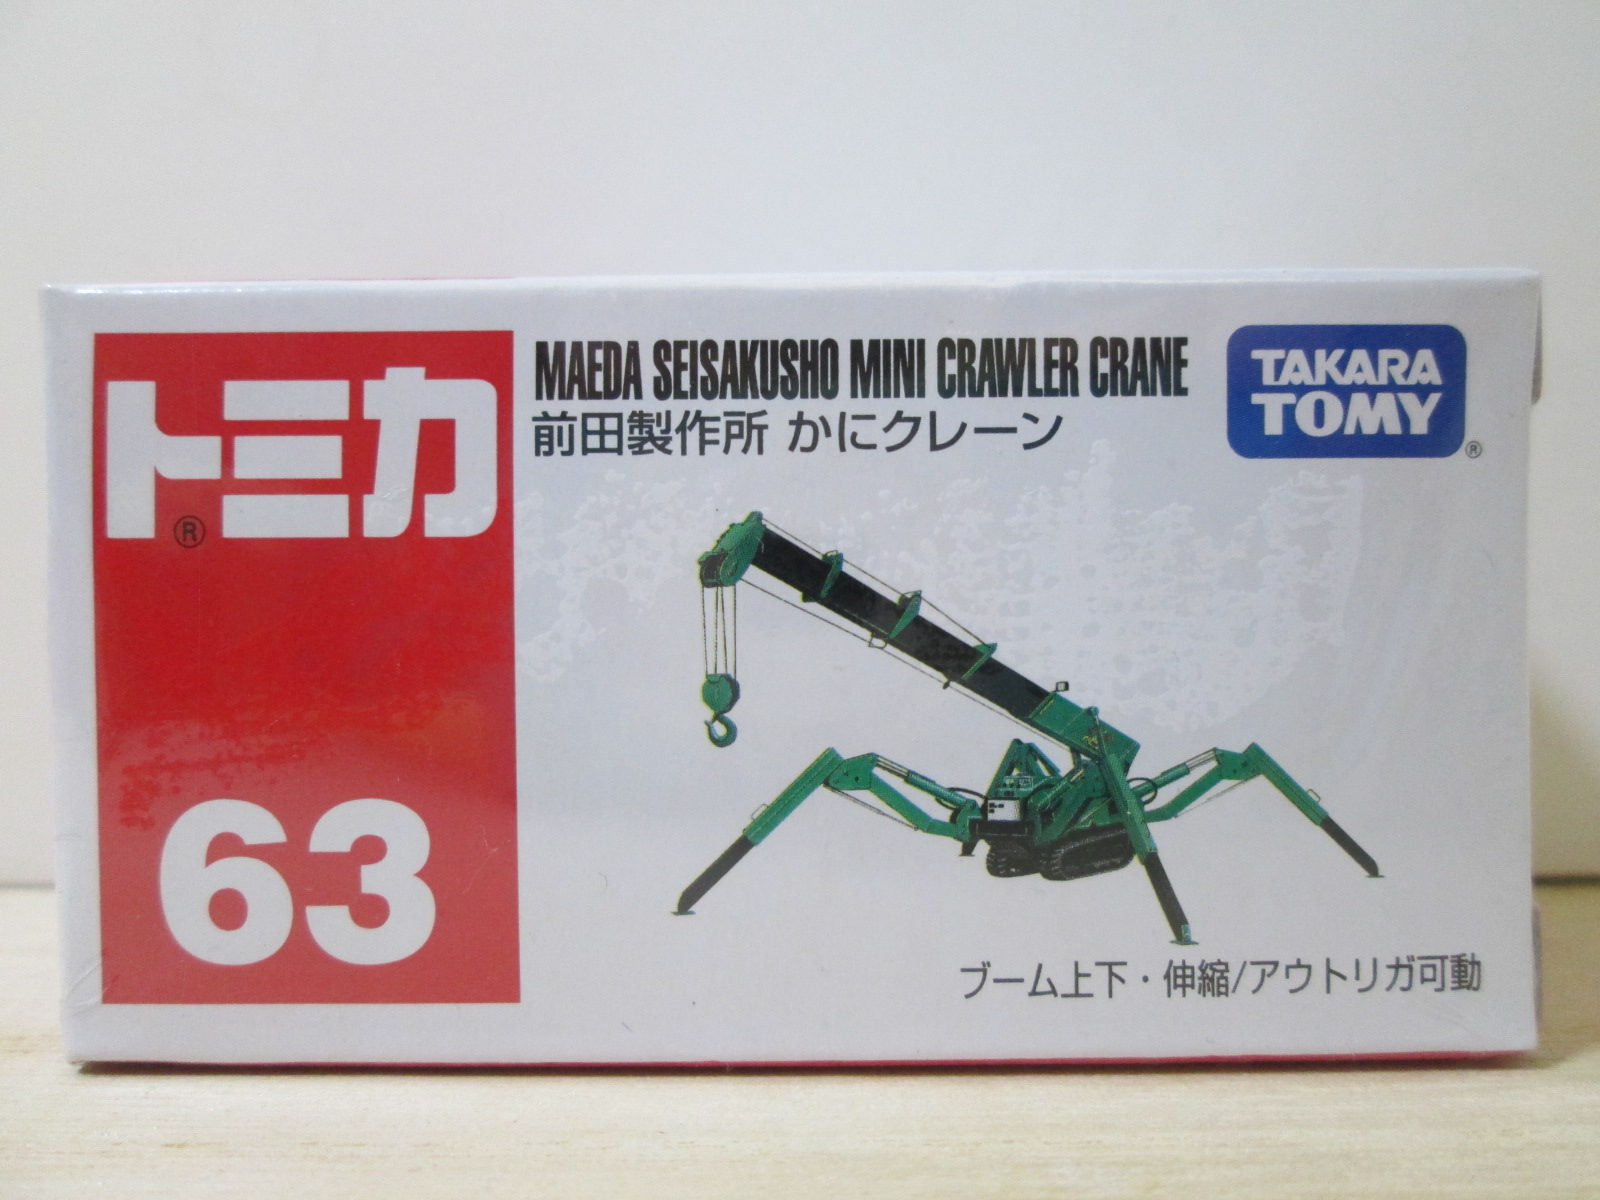 トミカ
®
63
MAEDA SEISAKUSHO MINI CRAWLER CRANE
前田製作所 かにクレーン
TAKARA
TOMY
®
ブーム上下・伸縮/アウトリガ可動